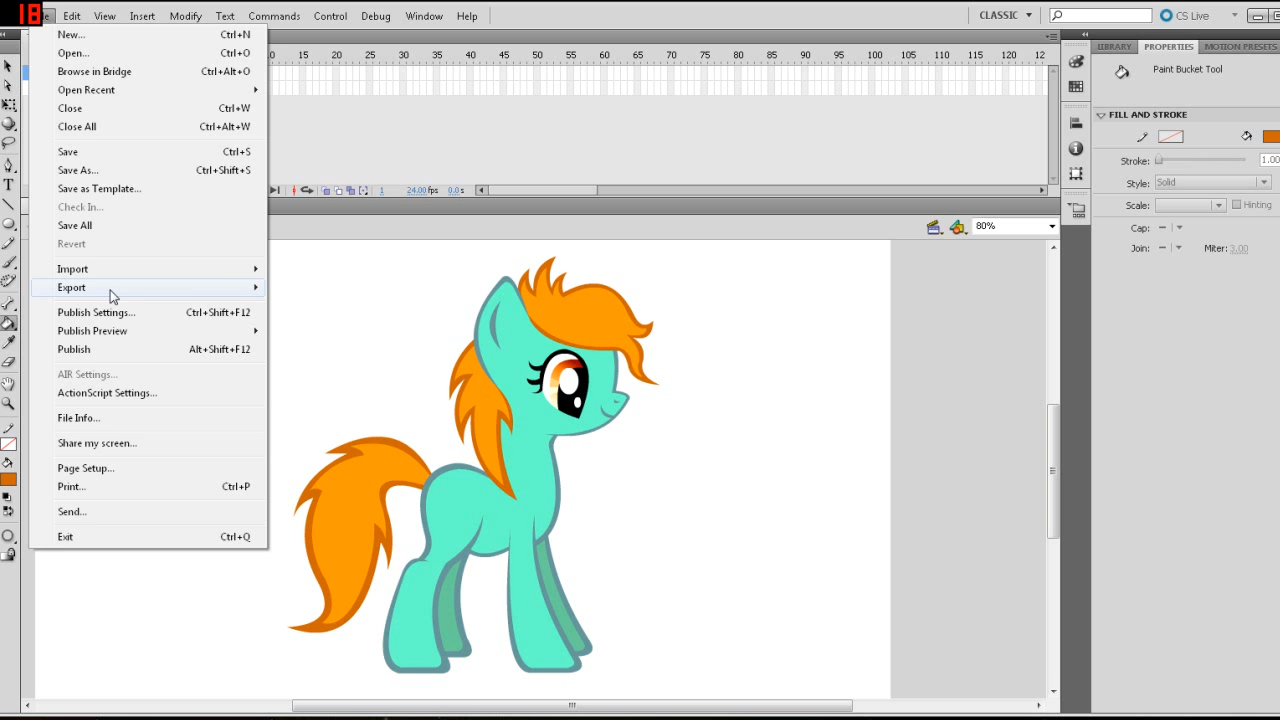 18
Edit View Insert Modify Text Commands Control Debug Window Help CLASSIC CS Live
New... Ctrl+N
Open... Ctrl+O
Browse in Bridge Ctrl+Alt+O
Open Recent
Close Ctrl+W
Close All Ctrl+Alt+W
Save Ctrl+S
Save As... Ctrl+Shift+S
Save as Template...
Check In...
Save All
Revert
Import
Export
Publish Settings... Ctrl+Shift+F12
Publish Preview
Publish Alt+Shift+F12
AIR Settings...
ActionScript Settings...
File Info...
Share my screen...
Page Setup...
Print... Ctrl+P
Send...
Exit Ctrl+Q
10 15 20 25 30 35 40 45 50 55 60 65 70 75 80 85 90 95 100 105 110 115 120 12
1 24.00 fps 0.0 s
80%
LIBRARY PROPERTIES MOTION PRESETS
Paint Bucket Tool
FILL AND STROKE
Stroke: 1.00
Style: Solid
Scale: Hinting
Cap:
Join: Miter: 3.00